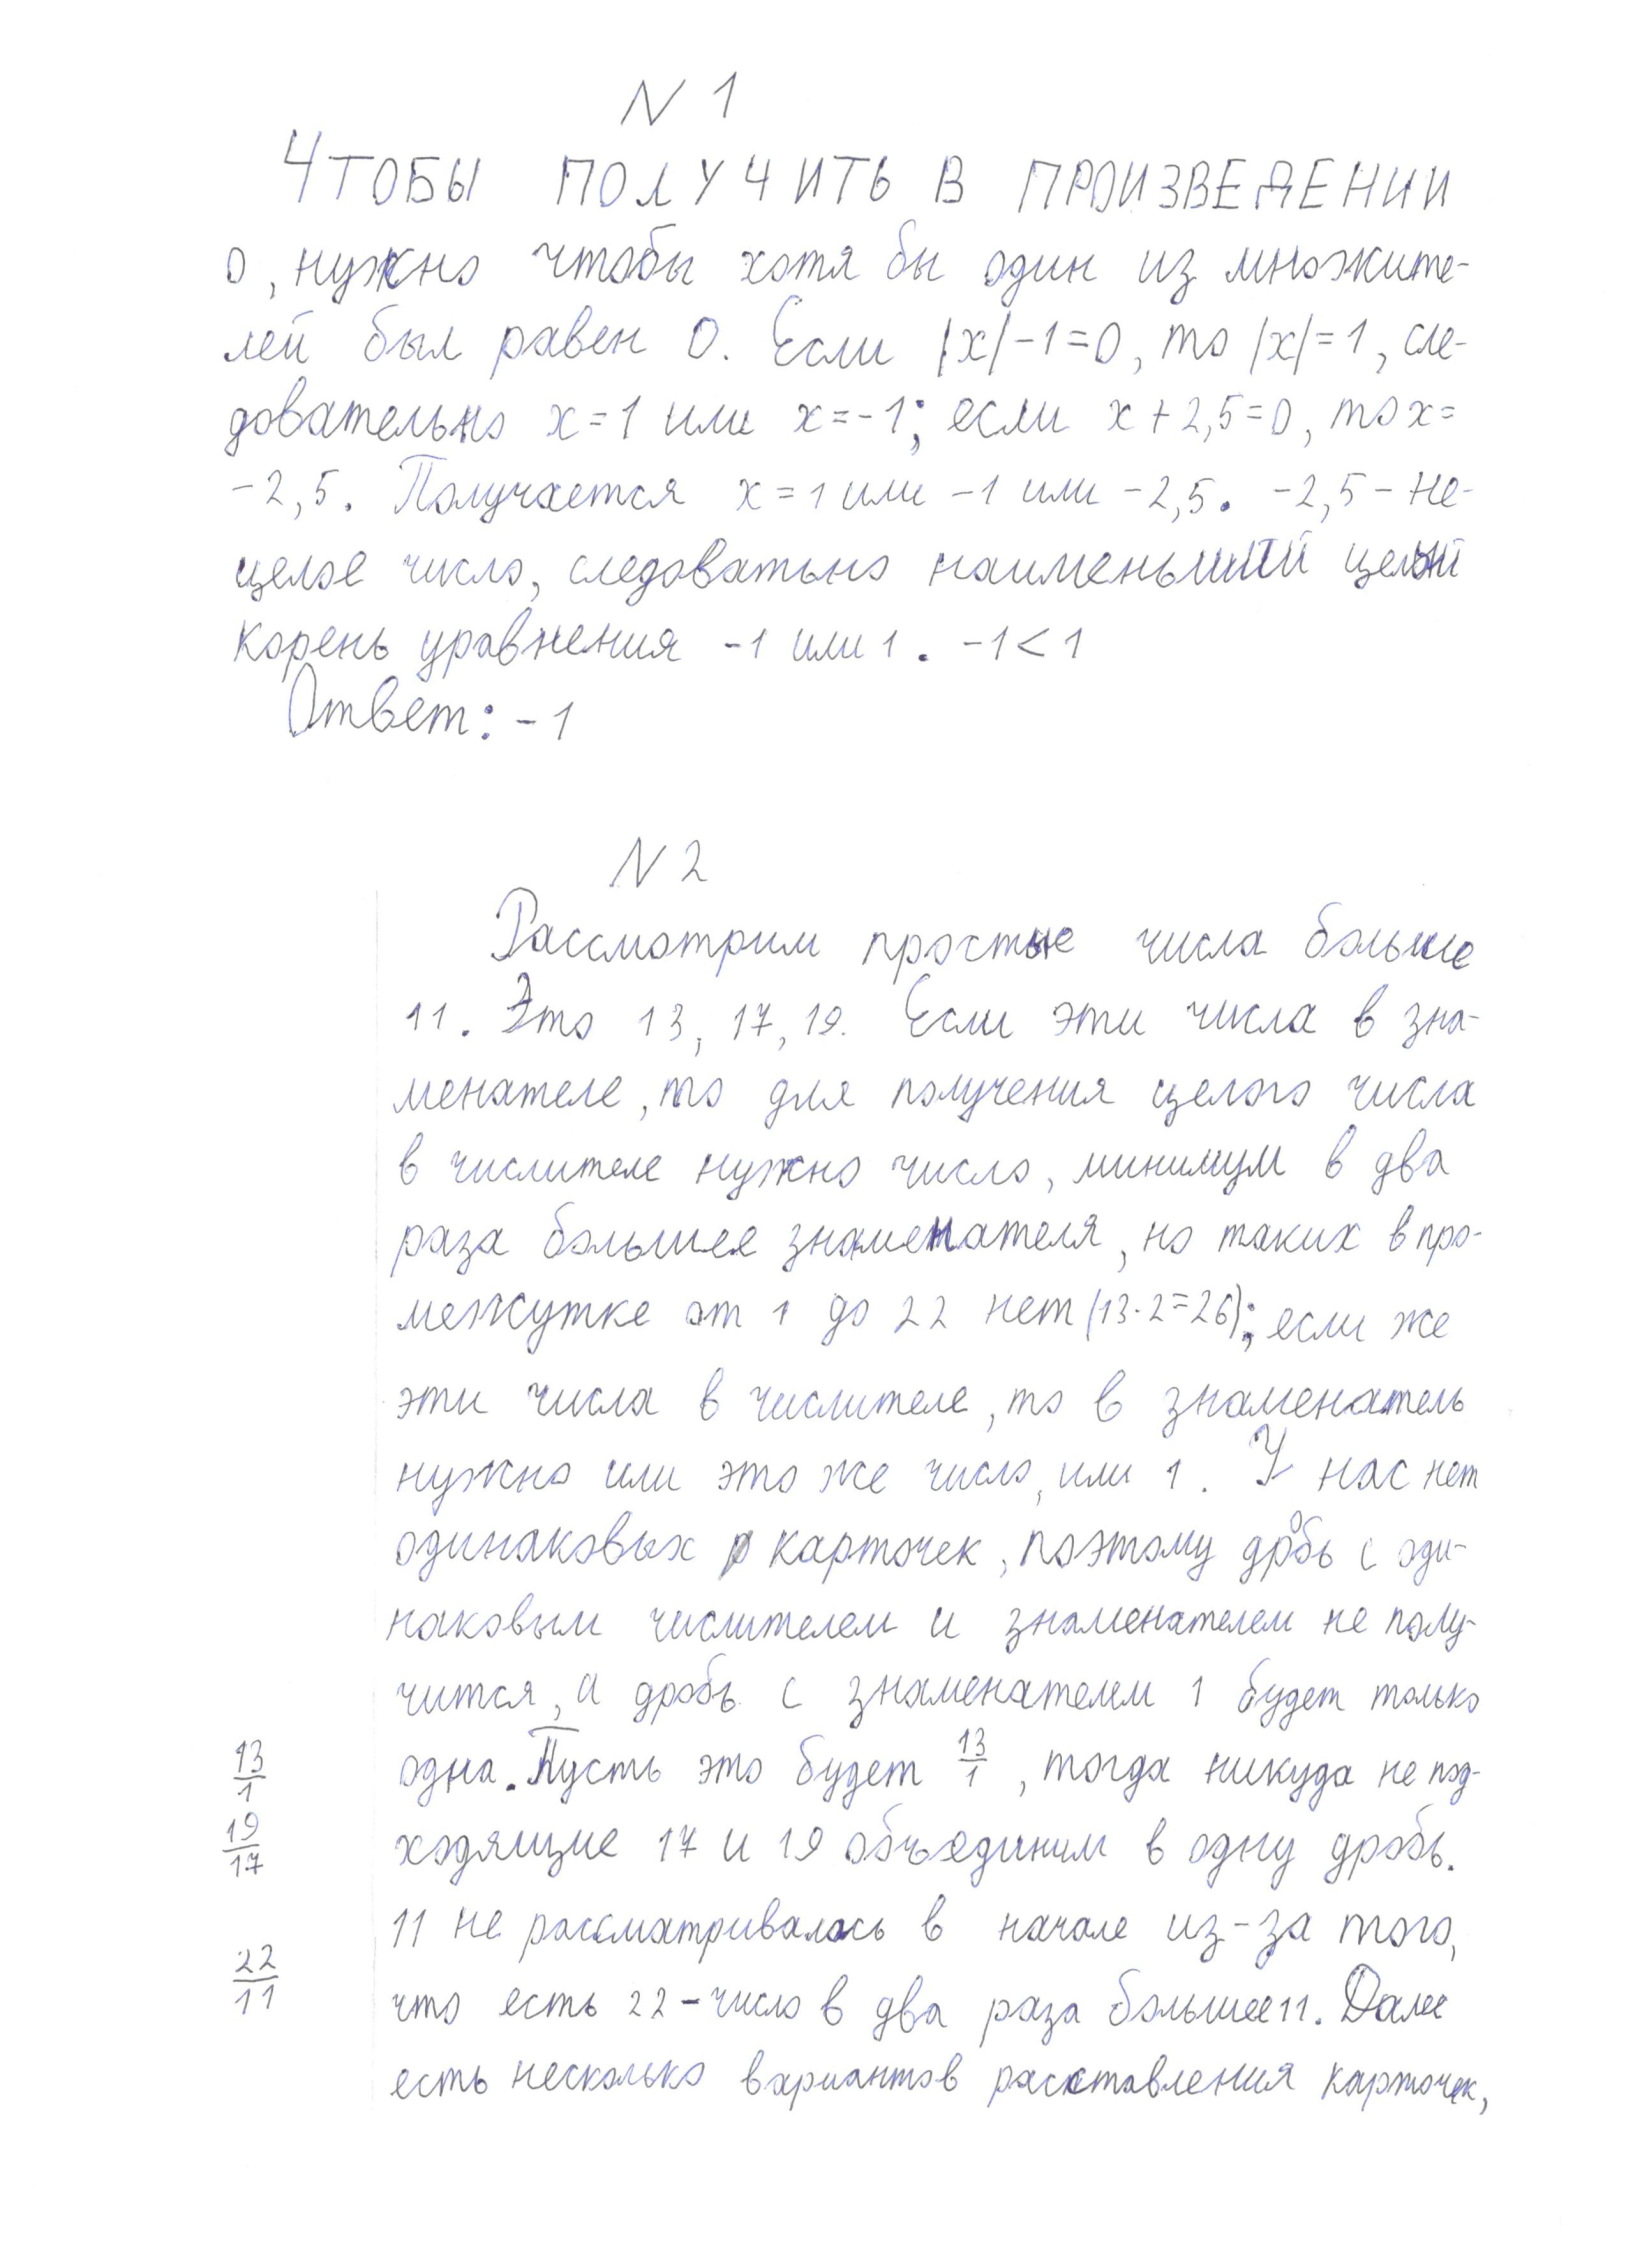 N 1
ЧТОБЫ ПОЛУЧИТЬ В ПРОИЗВЕДЕНИИ
0, нужно чтобы хотя бы один из множите-
лей был равен 0. Если |x|-1=0, то |x|=1, сле-
довательно x=1 или x=-1; если x+2,5=0, то x=
-2,5. Получается x=1 или -1 или -2,5. -2,5 - не-
целое число, следоватьно наименьший целый
корень уравнения -1 или 1. -1<1
Ответ: -1
N 2
Рассмотрим простые числа больше
11. Это 13, 17, 19. Если эти числа в зна-
менателе, то для получения целого числа
в числителе нужно число, минимум в два
раза большее знаменателя, но таких в про-
межутке от 1 до 22 нет (13·2=26); если же
эти числа в числителе, то в знаменатель
нужно или это же число, или 1. У нас нет
одинаковых карточек, поэтому дробь с оди-
наковым числителем и знаменателем не полу-
чится, а дробь с знаменателем 1 будет только
одна. Пусть это будет 13/1, тогда никуда не под-
ходящие 17 и 19 объединим в одну дробь.
11 не рассматривалось в начале из-за того,
что есть 22 - число в два раза большее 11. Далее
есть несколько вариантов расставления карточек,
13/1
19/17
22/11